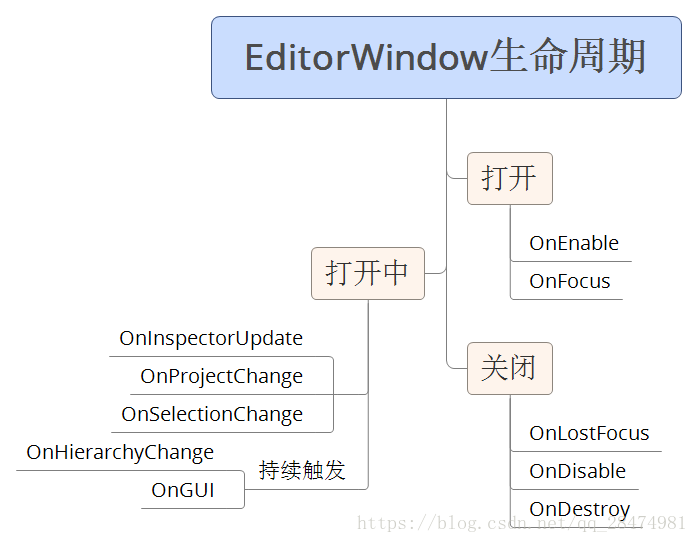 EditorWindow生命周期
打开
OnEnable
OnFocus
打开中
OnInspectorUpdate
OnProjectChange
OnSelectionChange
OnHierarchyChange
OnGUI
持续触发
关闭
OnLostFocus
OnDisable
OnDestroy
https://blog.csdn.net/qq_26474981